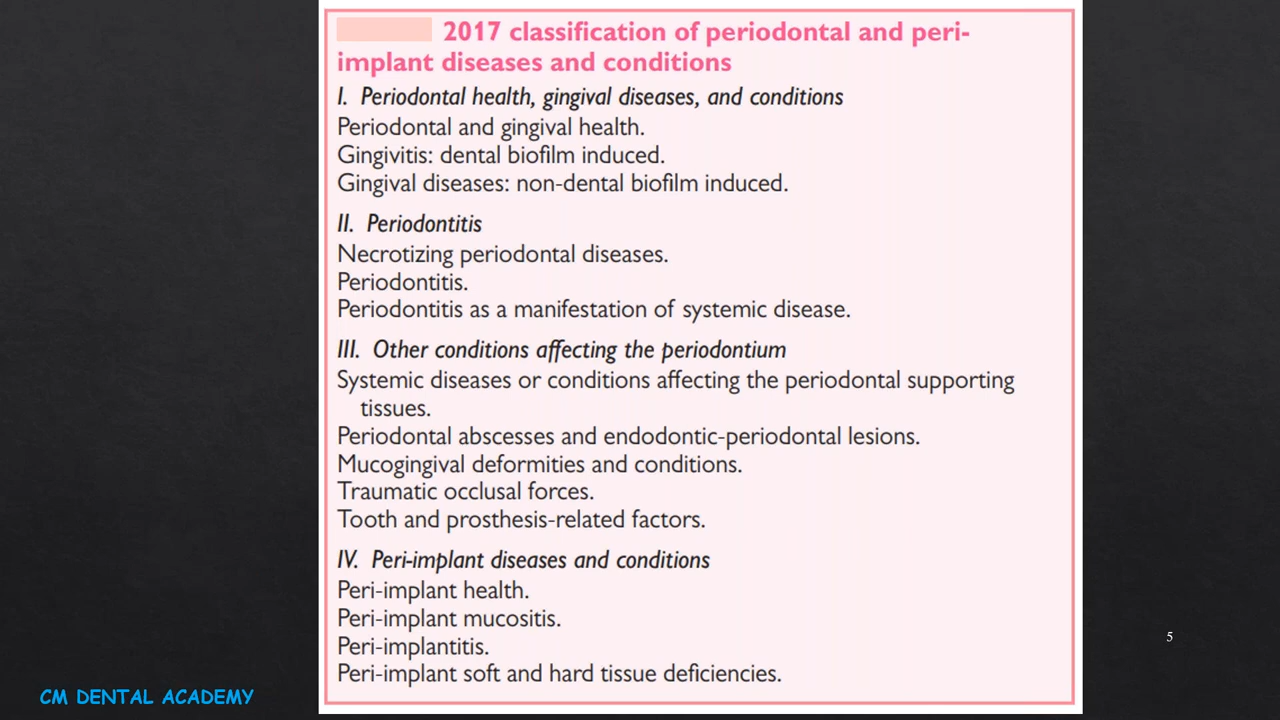 2017 classification of periodontal and peri-
implant diseases and conditions
I. Periodontal health, gingival diseases, and conditions
Periodontal and gingival health.
Gingivitis: dental biofilm induced.
Gingival diseases: non-dental biofilm induced.
II. Periodontitis
Necrotizing periodontal diseases.
Periodontitis.
Periodontitis as a manifestation of systemic disease.
III. Other conditions affecting the periodontium
Systemic diseases or conditions affecting the periodontal supporting
tissues.
Periodontal abscesses and endodontic-periodontal lesions.
Mucogingival deformities and conditions.
Traumatic occlusal forces.
Tooth and prosthesis-related factors.
IV. Peri-implant diseases and conditions
Peri-implant health.
Peri-implant mucositis.
Peri-implantitis.
Peri-implant soft and hard tissue deficiencies.
5
CM DENTAL ACADEMY